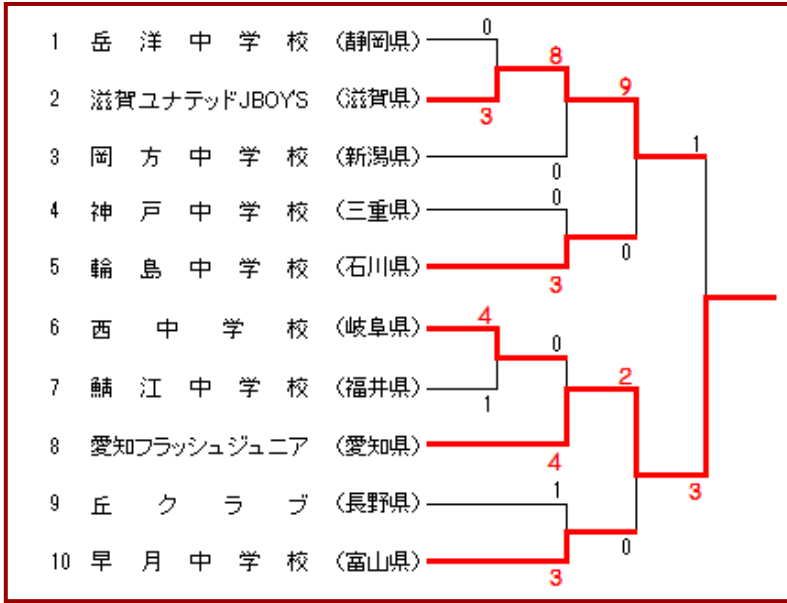 1 岳洋中学校 (静岡県) 0
8
2 滋賀ユナテッドJBOY'S (滋賀県) 3
9
3 岡方中学校 (新潟県) 0
1
4 神戸中学校 (三重県) 0
0
5 輪島中学校 (石川県) 3
6 西中学校 (岐阜県) 4
0
7 鯖江中学校 (福井県) 1
2
8 愛知フラッシュジュニア (愛知県) 4
3
9 丘クラブ (長野県) 1
0
10 早月中学校 (富山県) 3